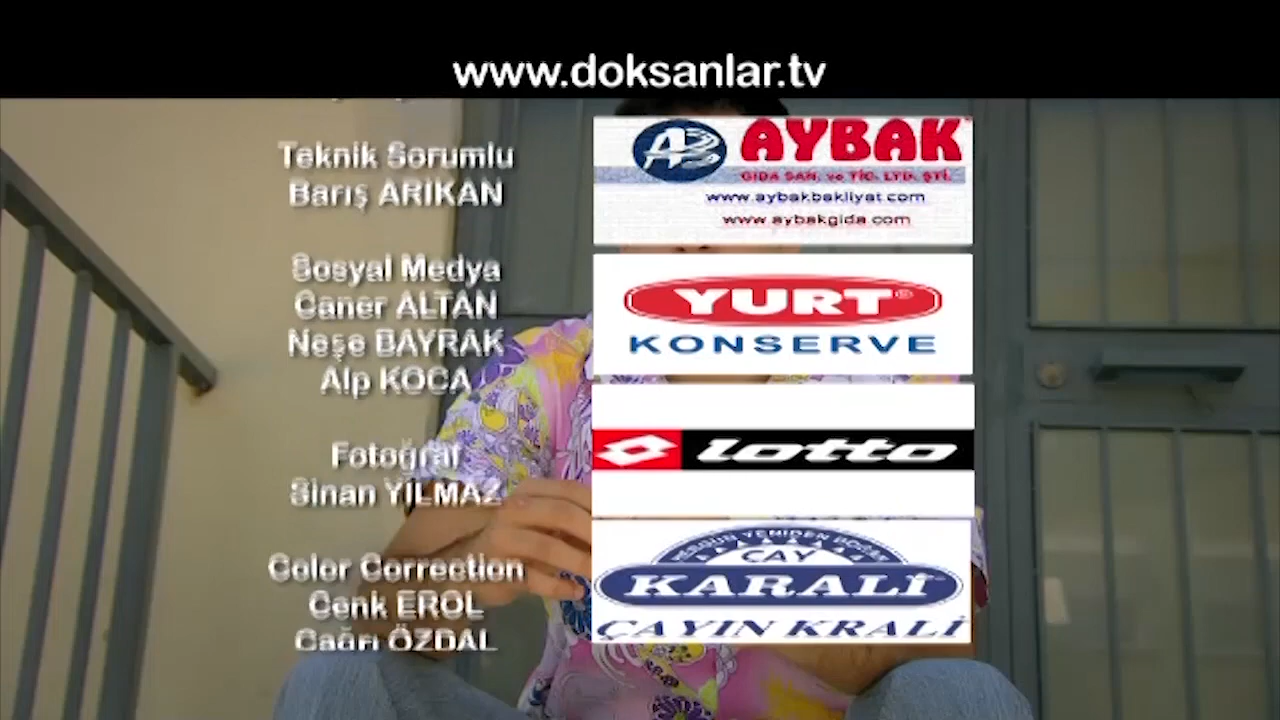 www.doksanlar.tv
Teknik Sorumlu
Barış ARIKAN
Sosyal Medya
Caner ALTAN
Neşe BAYRAK
Alp KOCA
Fotoğraf
Sinan YILMAZ
Color Correction
Cenk EROL
Çağrı ÖZDAL
AYBAK
GIDA SAN. ve TİC. LTD. ŞTİ.
www.aybakbakliyat.com
www.aybakgida.com
YURT®
KONSERVE
lotto
ÇAY
KARALİ
ÇAYIN KRALİ